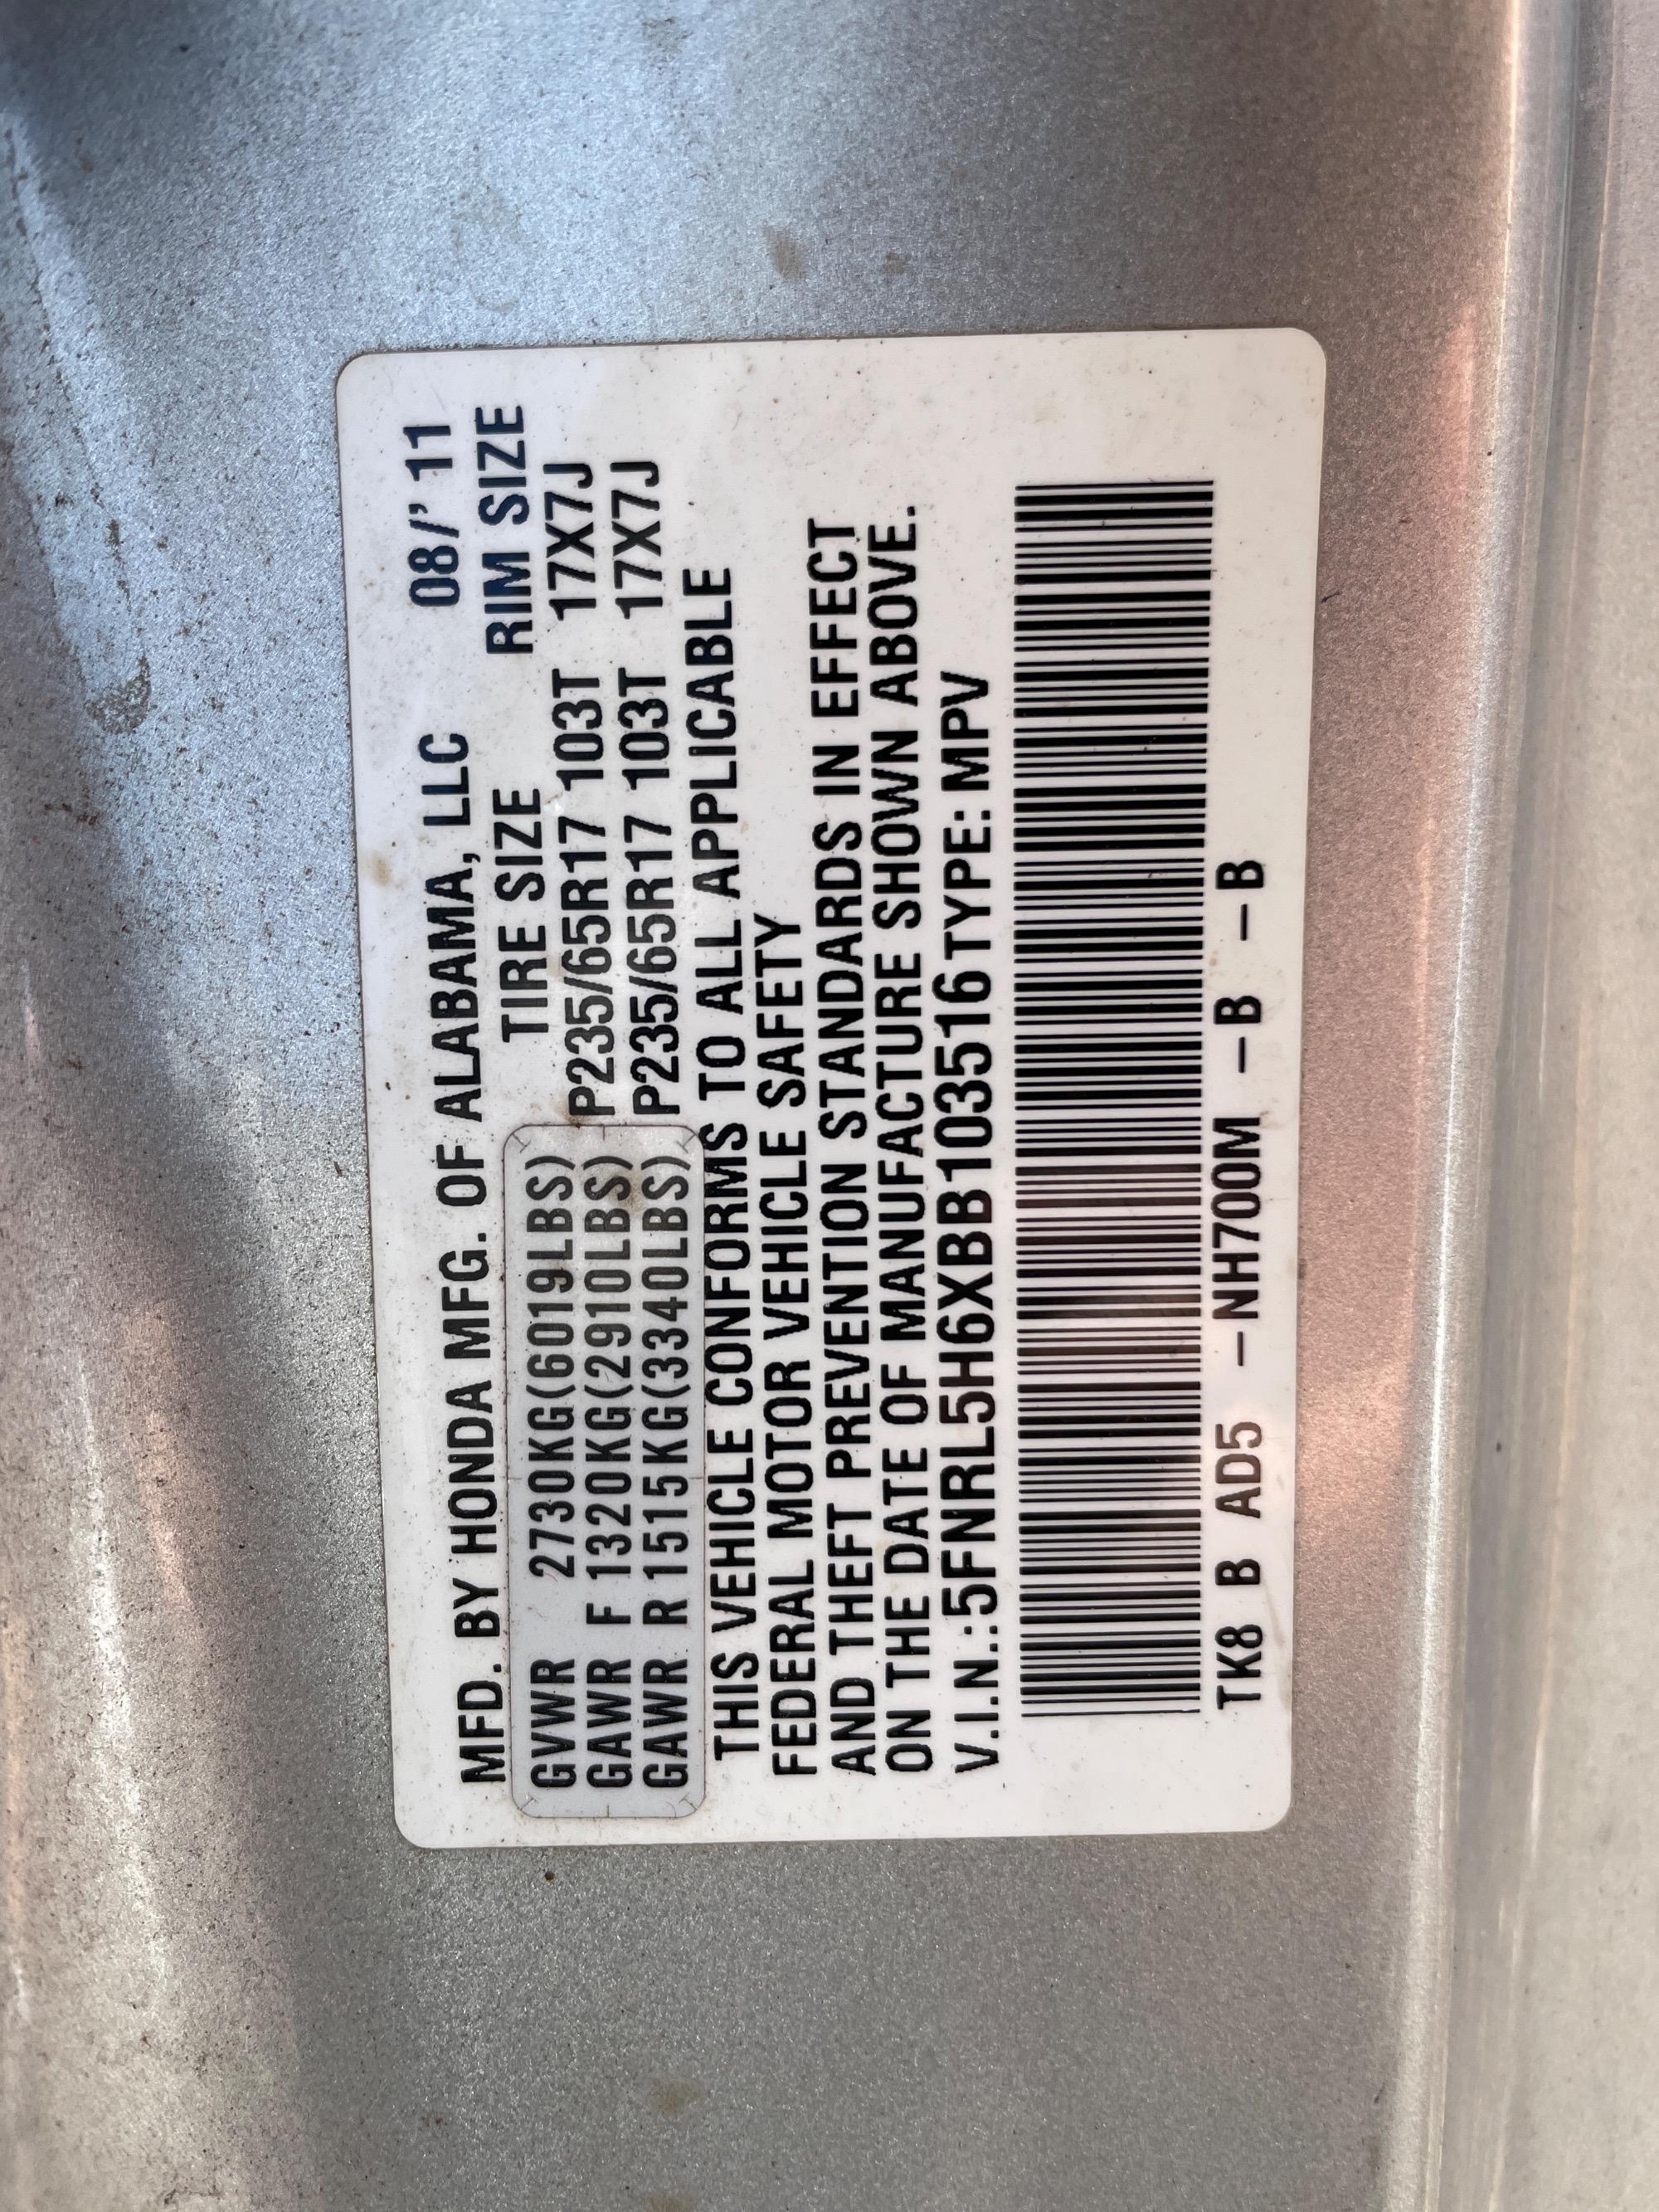 MFD. BY HONDA MFG. OF ALABAMA, LLC 08/'11
TIRE SIZE RIM SIZE
GVWR 2730KG(6019LBS)
GAWR F 1320KG(2910LBS) P235/65R17 103T 17X7J
GAWR R 1515KG(3340LBS) P235/65R17 103T 17X7J
THIS VEHICLE CONFORMS TO ALL APPLICABLE
FEDERAL MOTOR VEHICLE SAFETY
AND THEFT PREVENTION STANDARDS IN EFFECT
ON THE DATE OF MANUFACTURE SHOWN ABOVE.
V.I.N.:5FNRL5H6XBB103516 TYPE: MPV
TK8 B AD5 –NH700M –B –B